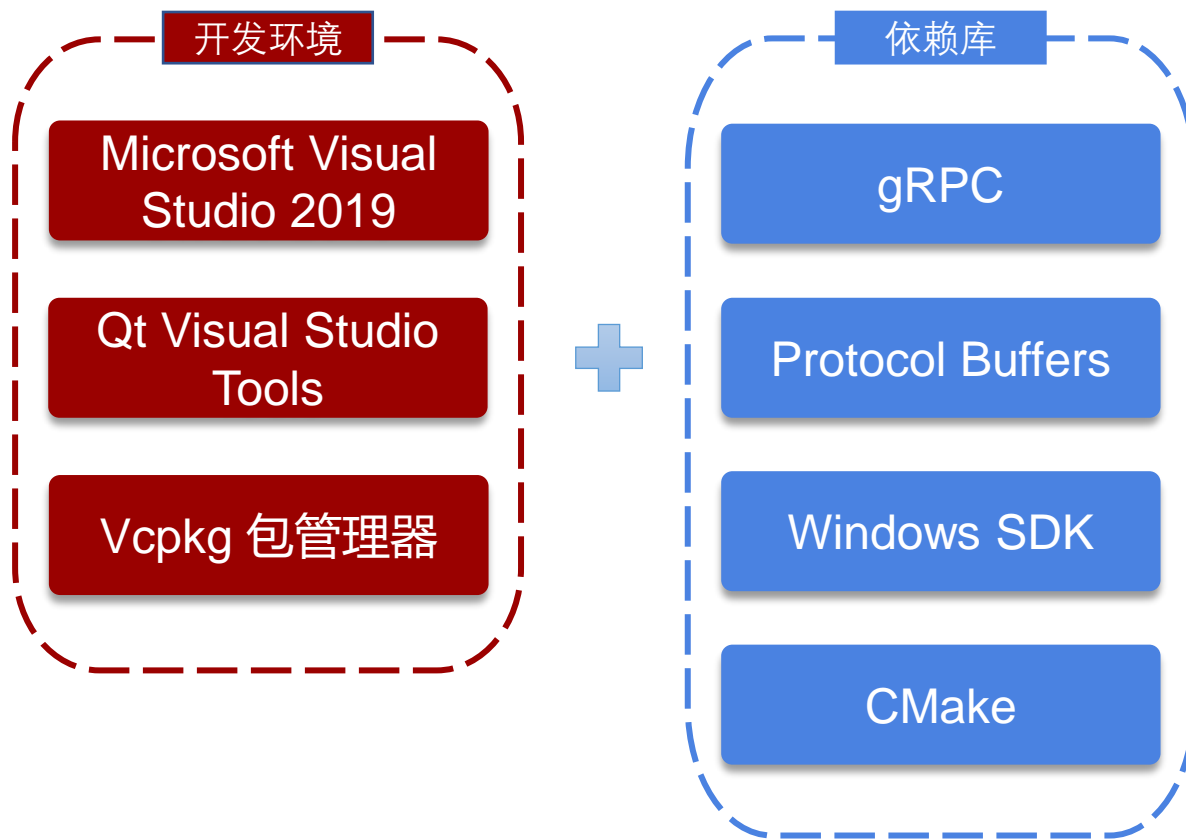 开发环境
Microsoft Visual
Studio 2019
Qt Visual Studio
Tools
Vcpkg 包管理器
依赖库
gRPC
Protocol Buffers
Windows SDK
CMake